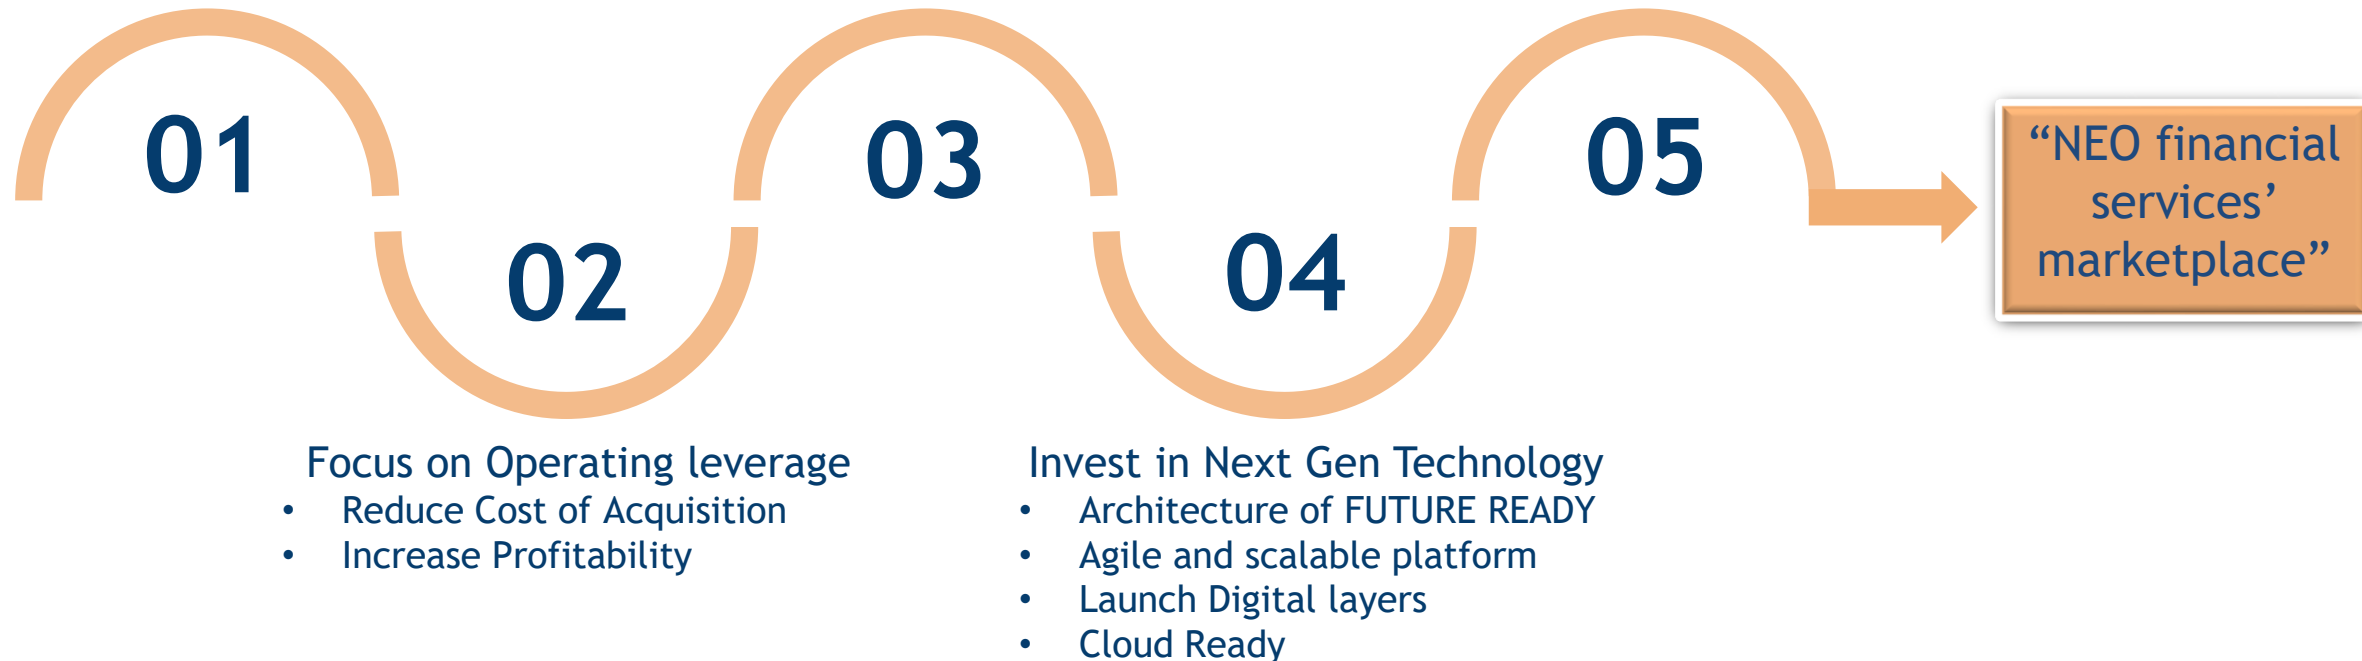 01
02
03
04
05
“NEO financial
services’
marketplace”
Focus on Operating leverage
• Reduce Cost of Acquisition
• Increase Profitability
Invest in Next Gen Technology
• Architecture of FUTURE READY
• Agile and scalable platform
• Launch Digital layers
• Cloud Ready